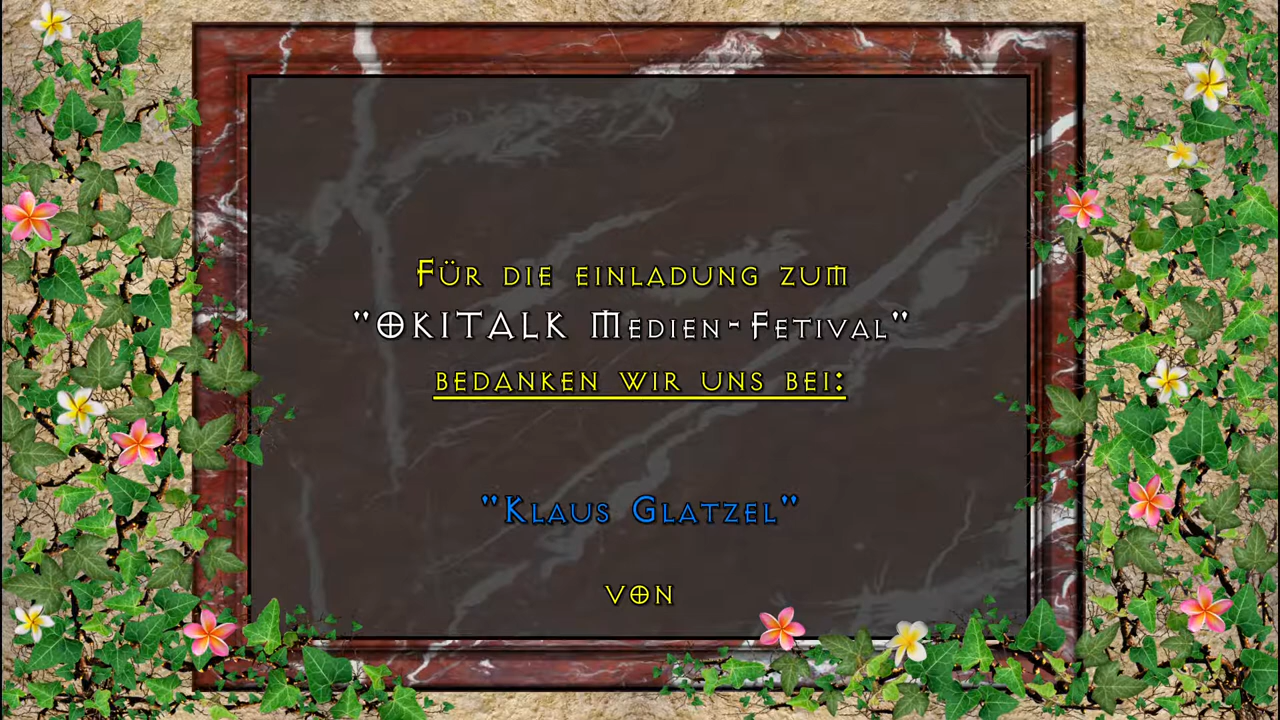 Für die einladung zum
"OKITALK Medien-Fetival"
bedanken wir uns bei:
"Klaus Glatzel"
von